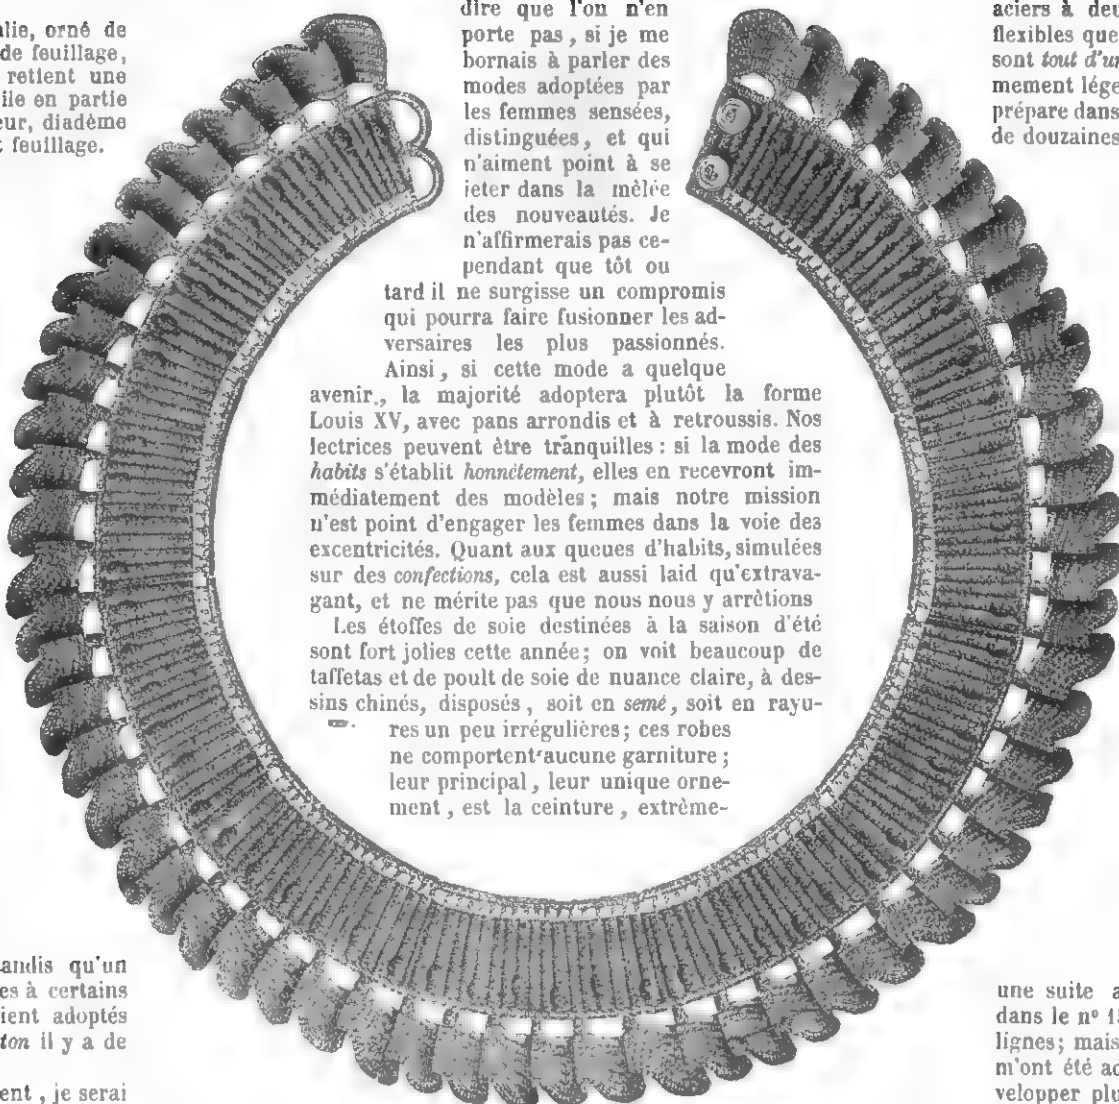 alie, orné de
de feuillage,
retient une
ile en partie
eur, diadème
t feuillage.
andis qu'un
es à certains
ient adoptés
ton il y a de
ent, je serai
dire que l'on n'en
porte pas, si je me
bornais à parler des
modes adoptées par
les femmes sensées,
distinguées, et qui
n'aiment point à se
jeter dans la mêlée
des nouveautés. Je
n'affirmerais pas ce-
pendant que tôt ou
tard il ne surgisse un compromis
qui pourra faire fusionner les ad-
versaires les plus passionnés.
Ainsi, si cette mode a quelque
avenir, la majorité adoptera plutôt la forme
Louis XV, avec pans arrondis et à retroussis. Nos
lectrices peuvent être tranquilles : si la mode des
habits s'établit honnêtement, elles en recevront im-
médiatement des modèles; mais notre mission
n'est point d'engager les femmes dans la voie des
excentricités. Quant aux queues d'habits, simulées
sur des confections, cela est aussi laid qu'extrava-
gant, et ne mérite pas que nous nous y arrêtions
Les étoffes de soie destinées à la saison d'été
sont fort jolies cette année; on voit beaucoup de
taffetas et de poult de soie de nuance claire, à des-
sins chinés, disposés, soit en semé, soit en rayu-
res un peu irrégulières; ces robes
ne comportent aucune garniture;
leur principal, leur unique orne-
ment, est la ceinture, extrême-
aciers à deu
flexibles que
sont tout d'un
mement lége
prépare dans
de douzaines
une suite a
dans le nº 15
lignes; mais
m'ont été ad
velopper plu